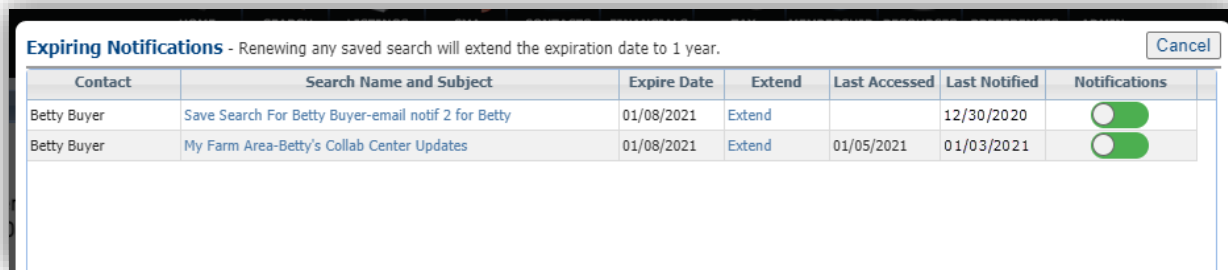 Expiring Notifications - Renewing any saved search will extend the expiration date to 1 year. Cancel
Contact Search Name and Subject Expire Date Extend Last Accessed Last Notified Notifications
Betty Buyer Save Search For Betty Buyer-email notif 2 for Betty 01/08/2021 Extend 12/30/2020
Betty Buyer My Farm Area-Betty's Collab Center Updates 01/08/2021 Extend 01/05/2021 01/03/2021